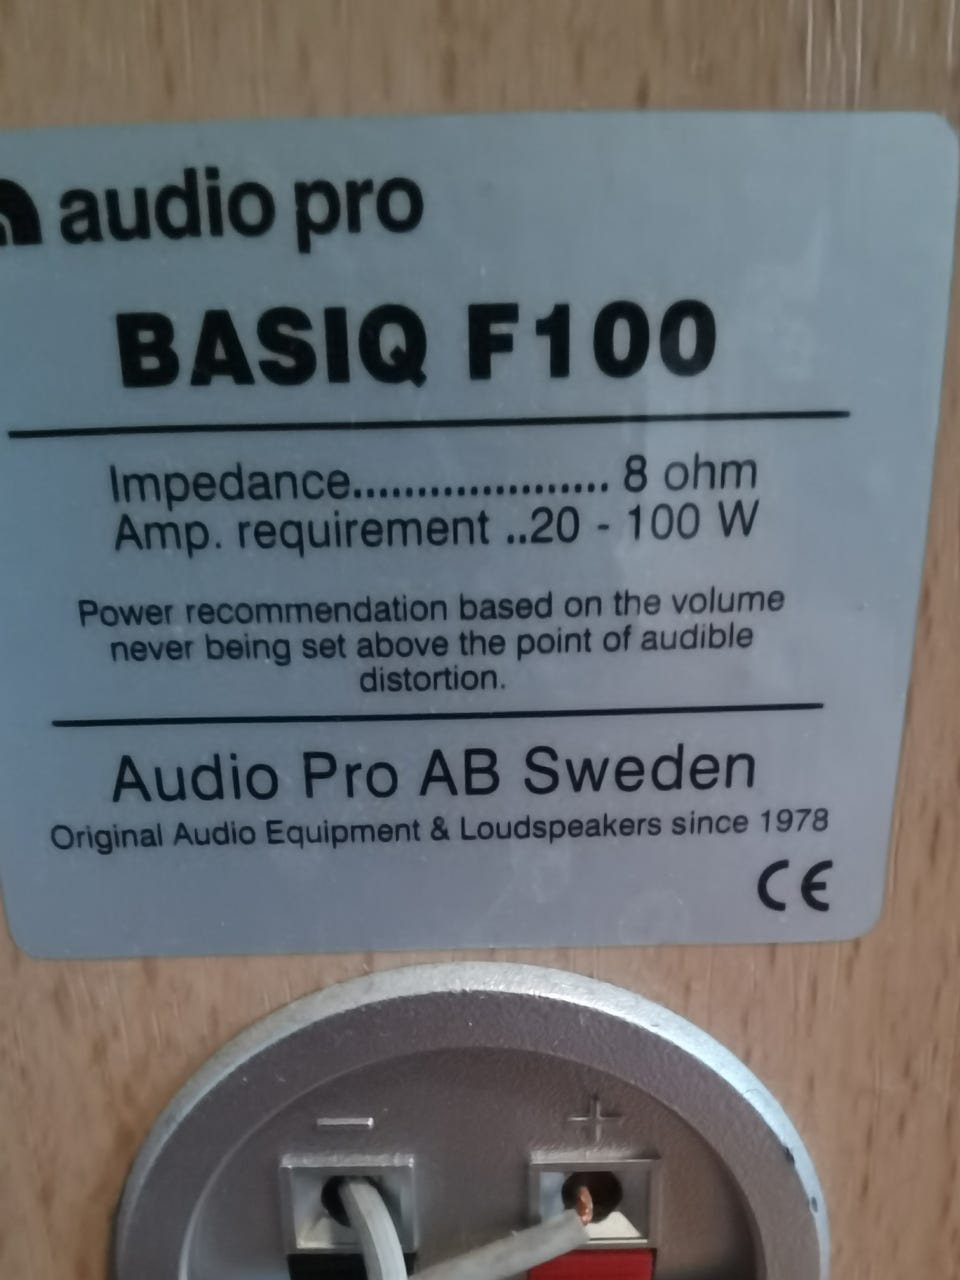 audio pro
BASIQ F100
Impedance.................... 8 ohm
Amp. requirement ..20 - 100 W
Power recommendation based on the volume
never being set above the point of audible
distortion.
Audio Pro AB Sweden
Original Audio Equipment & Loudspeakers since 1978
CE
− +